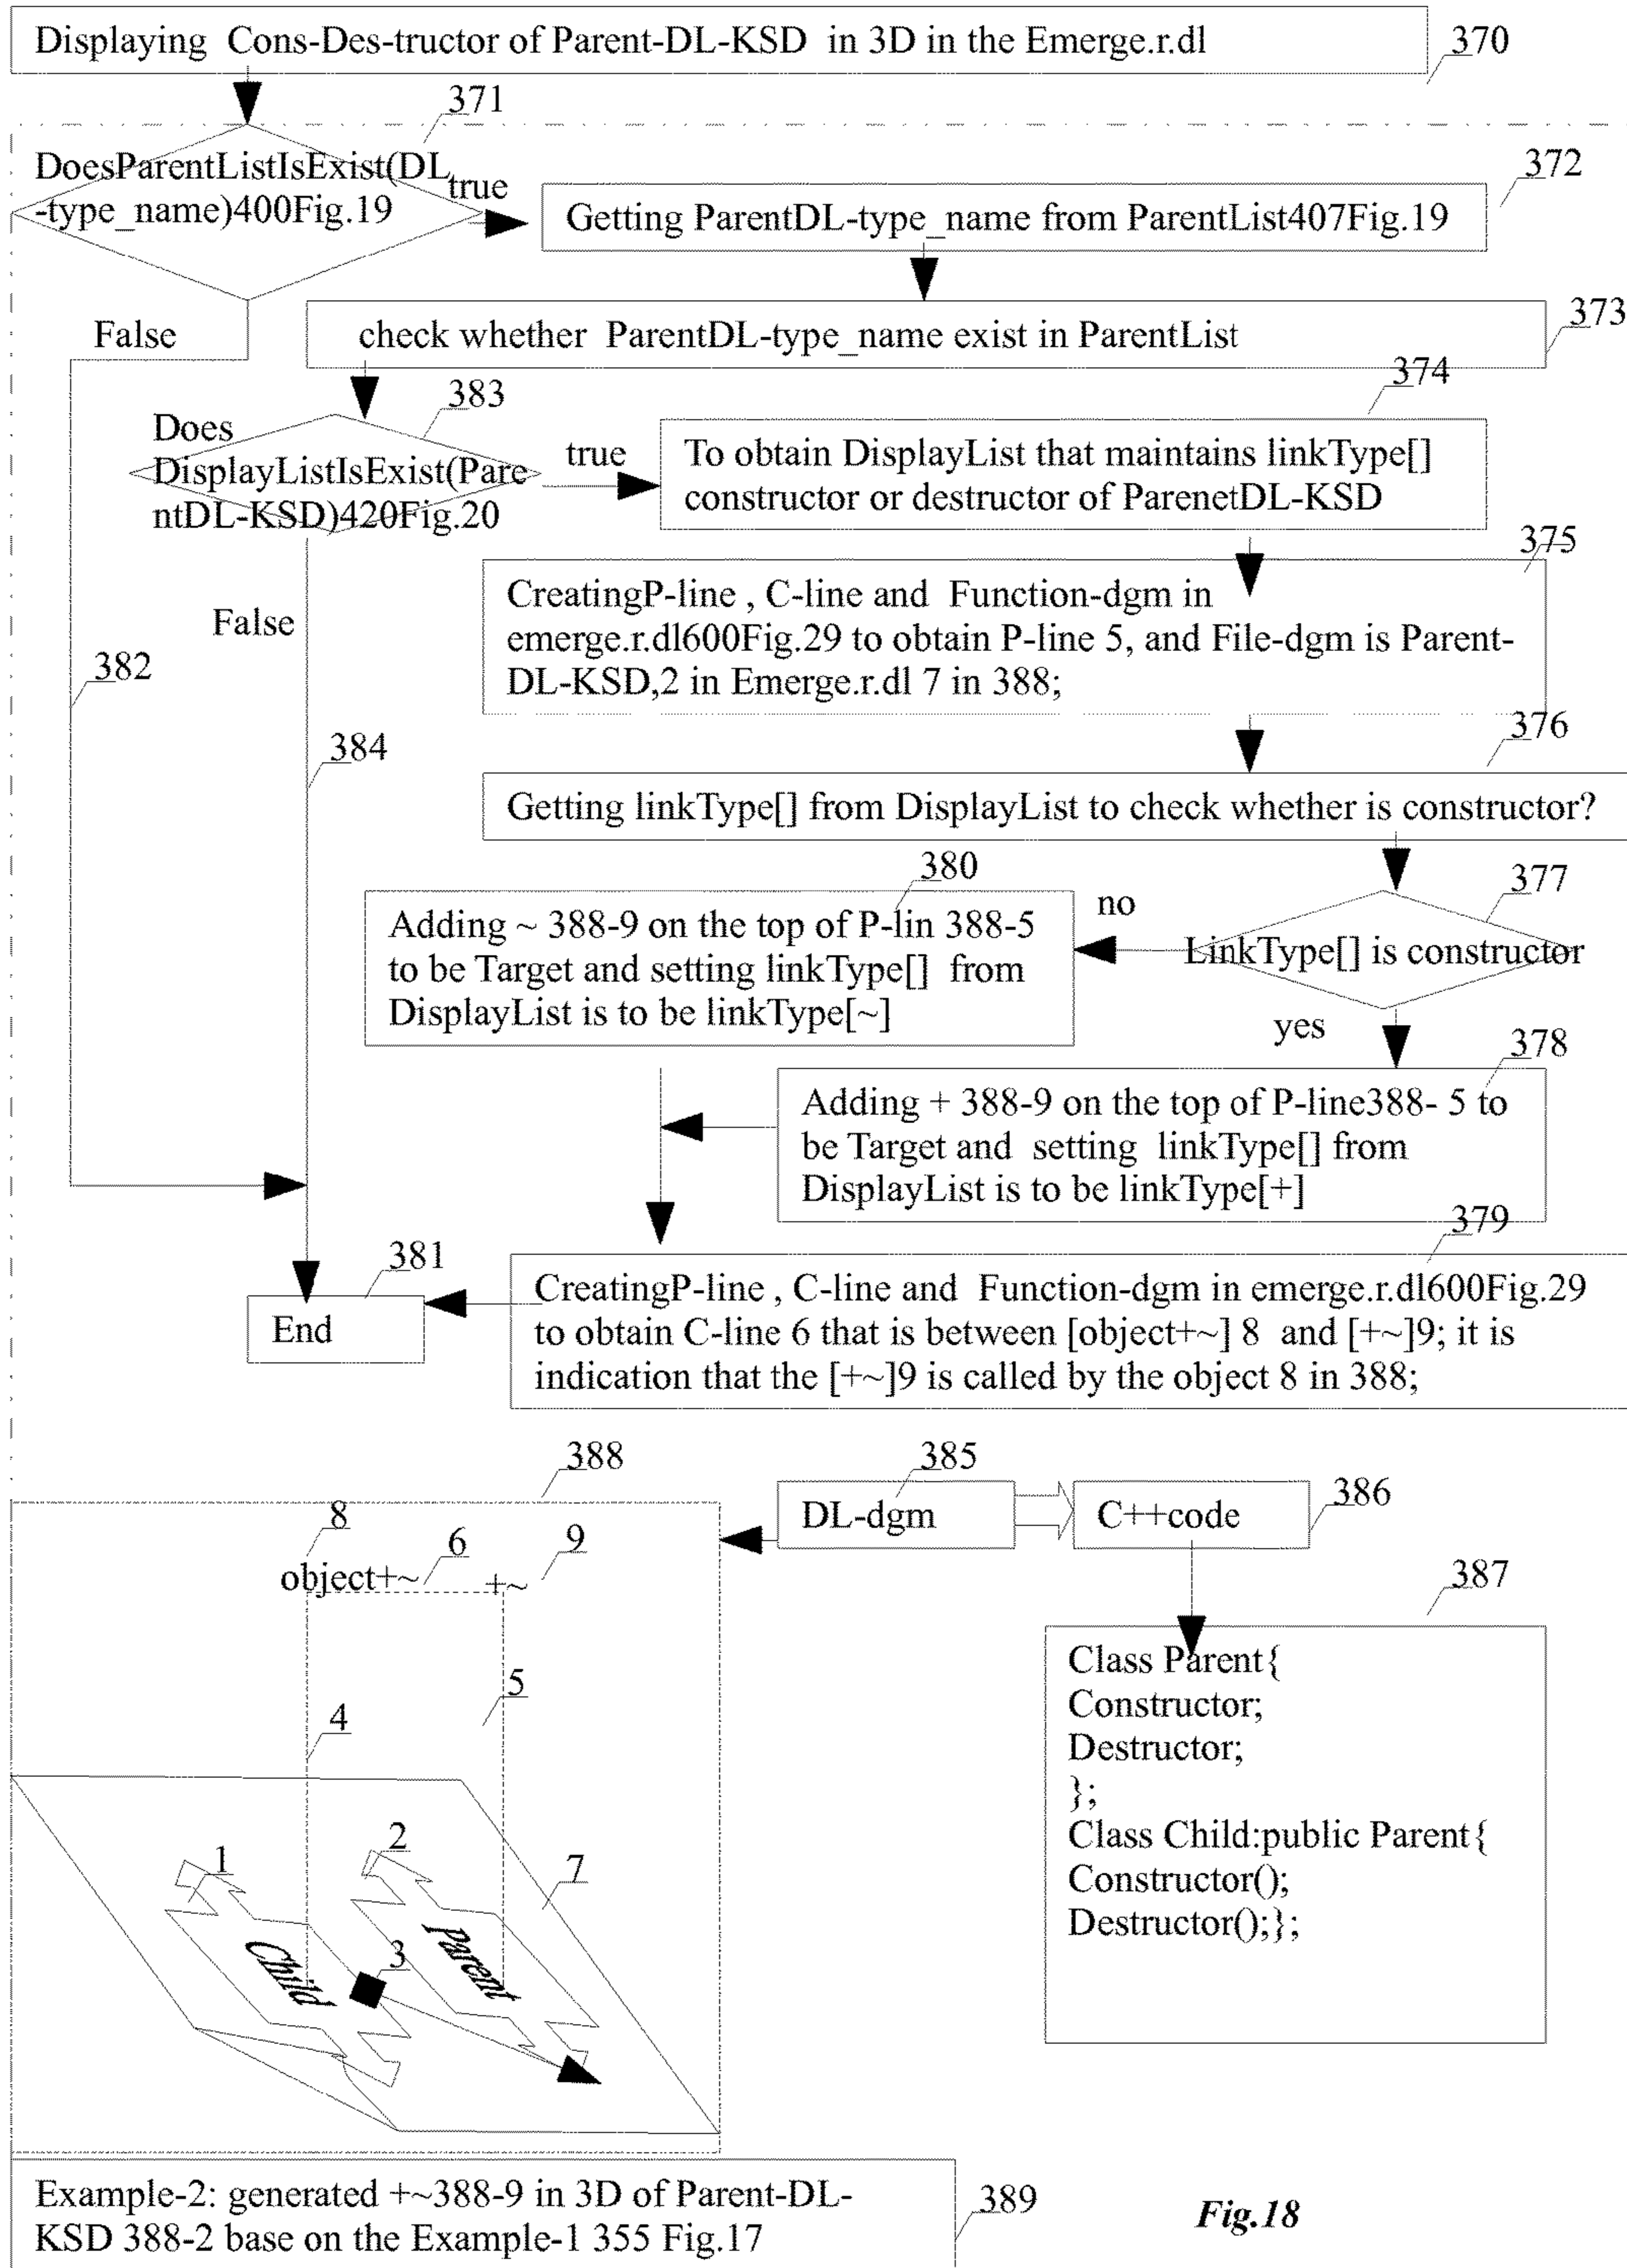 Displaying Cons-Des-tructor of Parent-DL-KSD in 3D in the Emerge.r.dl
370
371
DoesParentListIsExist(DL
-type_name)400Fig.19
true
372
Getting ParentDL-type_name from ParentList407Fig.19
False
373
check whether ParentDL-type_name exist in ParentList
374
383
Does
DisplayListIsExist(Pare
ntDL-KSD)420Fig.20
true
To obtain DisplayList that maintains linkType[]
constructor or destructor of ParenetDL-KSD
375
False
CreatingP-line , C-line and Function-dgm in
emerge.r.dl600Fig.29 to obtain P-line 5, and File-dgm is Parent-
DL-KSD,2 in Emerge.r.dl 7 in 388;
382
384
376
Getting linkType[] from DisplayList to check whether is constructor?
380
377
no
LinkType[] is constructor
Adding ~ 388-9 on the top of P-lin 388-5
to be Target and setting linkType[] from
DisplayList is to be linkType[~]
yes
378
Adding + 388-9 on the top of P-line388- 5 to
be Target and setting linkType[] from
DisplayList is to be linkType[+]
379
381
End
CreatingP-line , C-line and Function-dgm in emerge.r.dl600Fig.29
to obtain C-line 6 that is between [object+~] 8 and [+~]9; it is
indication that the [+~]9 is called by the object 8 in 388;
388
385
DL-dgm
386
C++code
8
6
9
object+~
+~
387
Class Parent{
Constructor;
Destructor;
};
Class Child:public Parent{
Constructor();
Destructor();};
5
4
2
1
7
3
Child
Parent
Example-2: generated +~388-9 in 3D of Parent-DL-
KSD 388-2 base on the Example-1 355 Fig.17
389
Fig.18